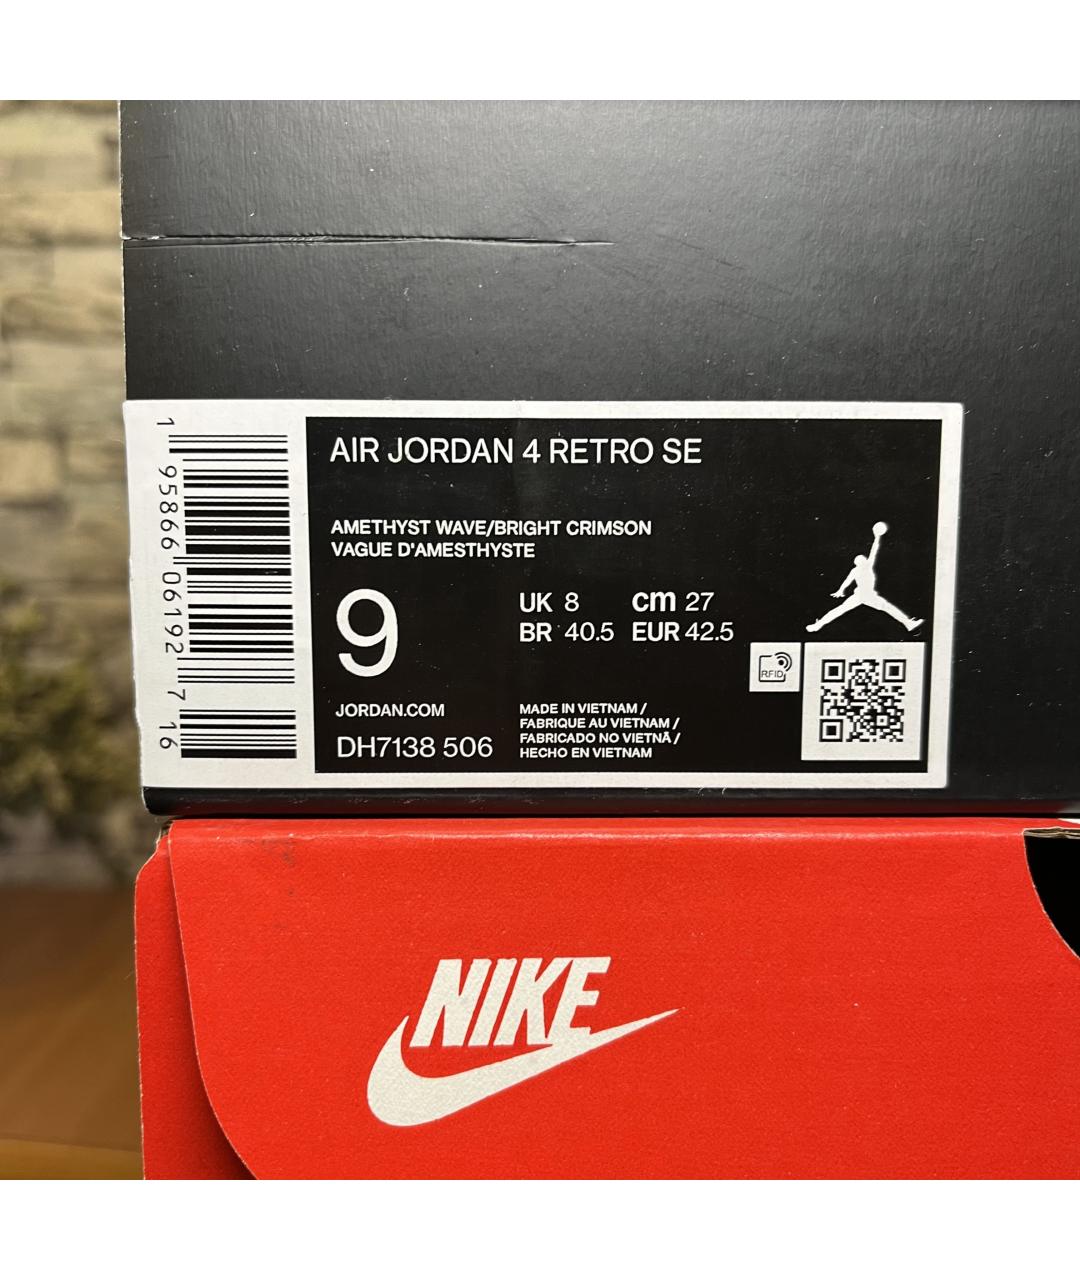 AIR JORDAN 4 RETRO SE
AMETHYST WAVE/BRIGHT CRIMSON
VAGUE D'AMESTHYSTE
9
UK 8 cm 27
BR 40.5 EUR 42.5
JORDAN.COM
DH7138 506
MADE IN VIETNAM /
FABRIQUE AU VIETNAM /
FABRICADO NO VIETNÃ /
HECHO EN VIETNAM
RFID
1 95866 06192 7 16
NIKE